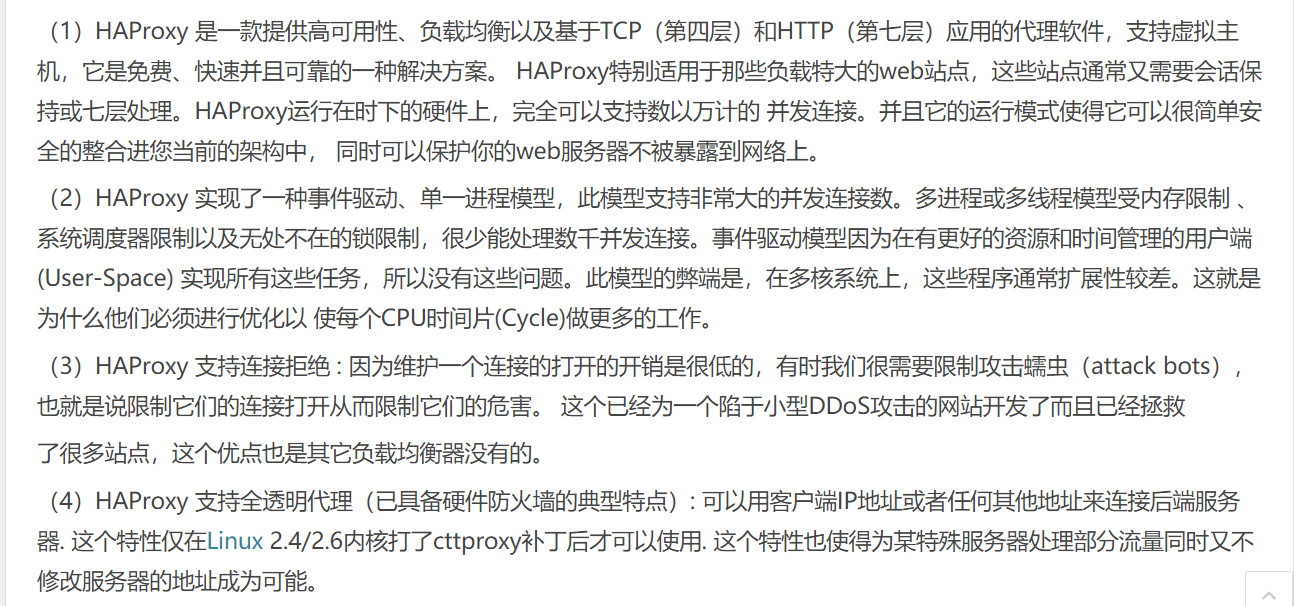 （1）HAProxy 是一款提供高可用性、负载均衡以及基于TCP（第四层）和HTTP（第七层）应用的代理软件，支持虚拟主
机，它是免费、快速并且可靠的一种解决方案。 HAProxy特别适用于那些负载特大的web站点，这些站点通常又需要会话保
持或七层处理。HAProxy运行在时下的硬件上，完全可以支持数以万计的 并发连接。并且它的运行模式使得它可以很简单安
全的整合进您当前的架构中， 同时可以保护你的web服务器不被暴露到网络上。
（2）HAProxy 实现了一种事件驱动、单一进程模型，此模型支持非常大的并发连接数。多进程或多线程模型受内存限制 、
系统调度器限制以及无处不在的锁限制，很少能处理数千并发连接。事件驱动模型因为在有更好的资源和时间管理的用户端
(User-Space) 实现所有这些任务，所以没有这些问题。此模型的弊端是，在多核系统上，这些程序通常扩展性较差。这就是
为什么他们必须进行优化以 使每个CPU时间片(Cycle)做更多的工作。
（3）HAProxy 支持连接拒绝 : 因为维护一个连接的打开的开销是很低的，有时我们很需要限制攻击蠕虫（attack bots），
也就是说限制它们的连接打开从而限制它们的危害。 这个已经为一个陷于小型DDoS攻击的网站开发了而且已经拯救
了很多站点，这个优点也是其它负载均衡器没有的。
（4）HAProxy 支持全透明代理（已具备硬件防火墙的典型特点）: 可以用客户端IP地址或者任何其他地址来连接后端服务
器. 这个特性仅在Linux 2.4/2.6内核打了cttproxy补丁后才可以使用. 这个特性也使得为某特殊服务器处理部分流量同时又不
修改服务器的地址成为可能。